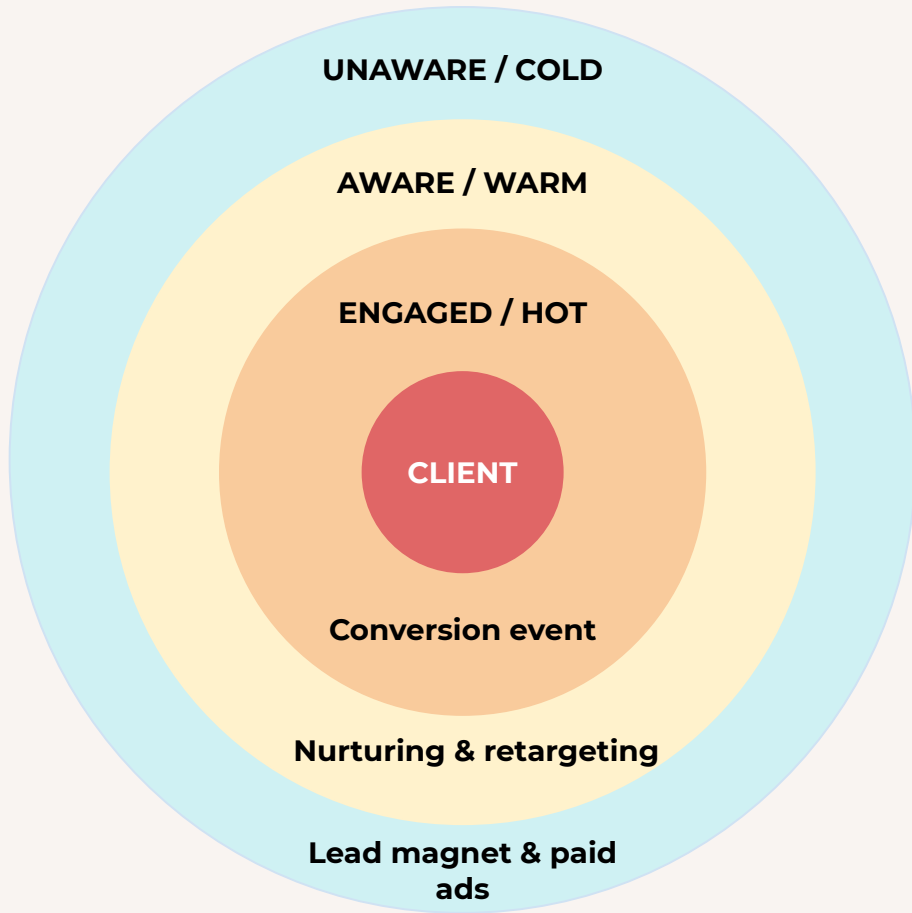 UNAWARE / COLD
AWARE / WARM
ENGAGED / HOT
CLIENT
Conversion event
Nurturing & retargeting
Lead magnet & paid
ads